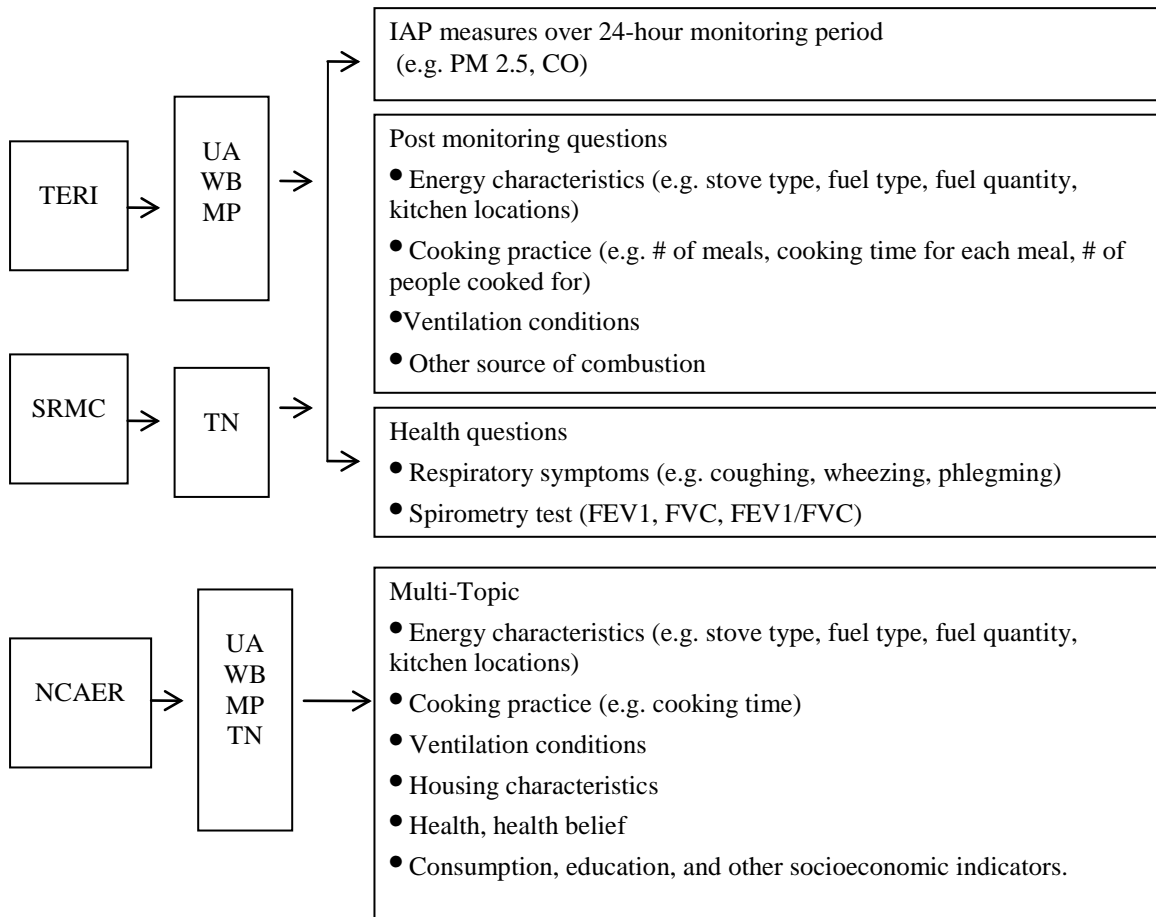 IAP measures over 24-hour monitoring period
(e.g. PM 2.5, CO)
TERI
UA
WB
MP
Post monitoring questions
• Energy characteristics (e.g. stove type, fuel type, fuel quantity,
kitchen locations)
• Cooking practice (e.g. # of meals, cooking time for each meal, # of
people cooked for)
•Ventilation conditions
• Other source of combustion
SRMC
TN
Health questions
• Respiratory symptoms (e.g. coughing, wheezing, phlegming)
• Spirometry test (FEV1, FVC, FEV1/FVC)
NCAER
UA
WB
MP
TN
Multi-Topic
• Energy characteristics (e.g. stove type, fuel type, fuel quantity,
kitchen locations)
• Cooking practice (e.g. cooking time)
• Ventilation conditions
• Housing characteristics
• Health, health belief
• Consumption, education, and other socioeconomic indicators.